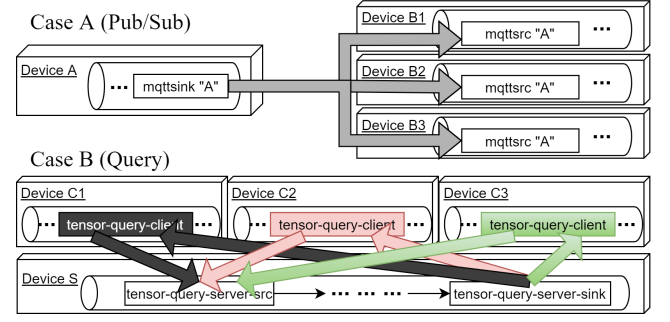 Case A (Pub/Sub)
Device A
... mqttsink "A"
Device B1
mqttsrc "A" ...
Device B2
mqttsrc "A" ...
Device B3
mqttsrc "A" ...
Case B (Query)
Device C1
... tensor-query-client ...
Device C2
... tensor-query-client ...
Device C3
... tensor-query-client ...
Device S
tensor-query-server-src ... ... ... tensor-query-server-sink